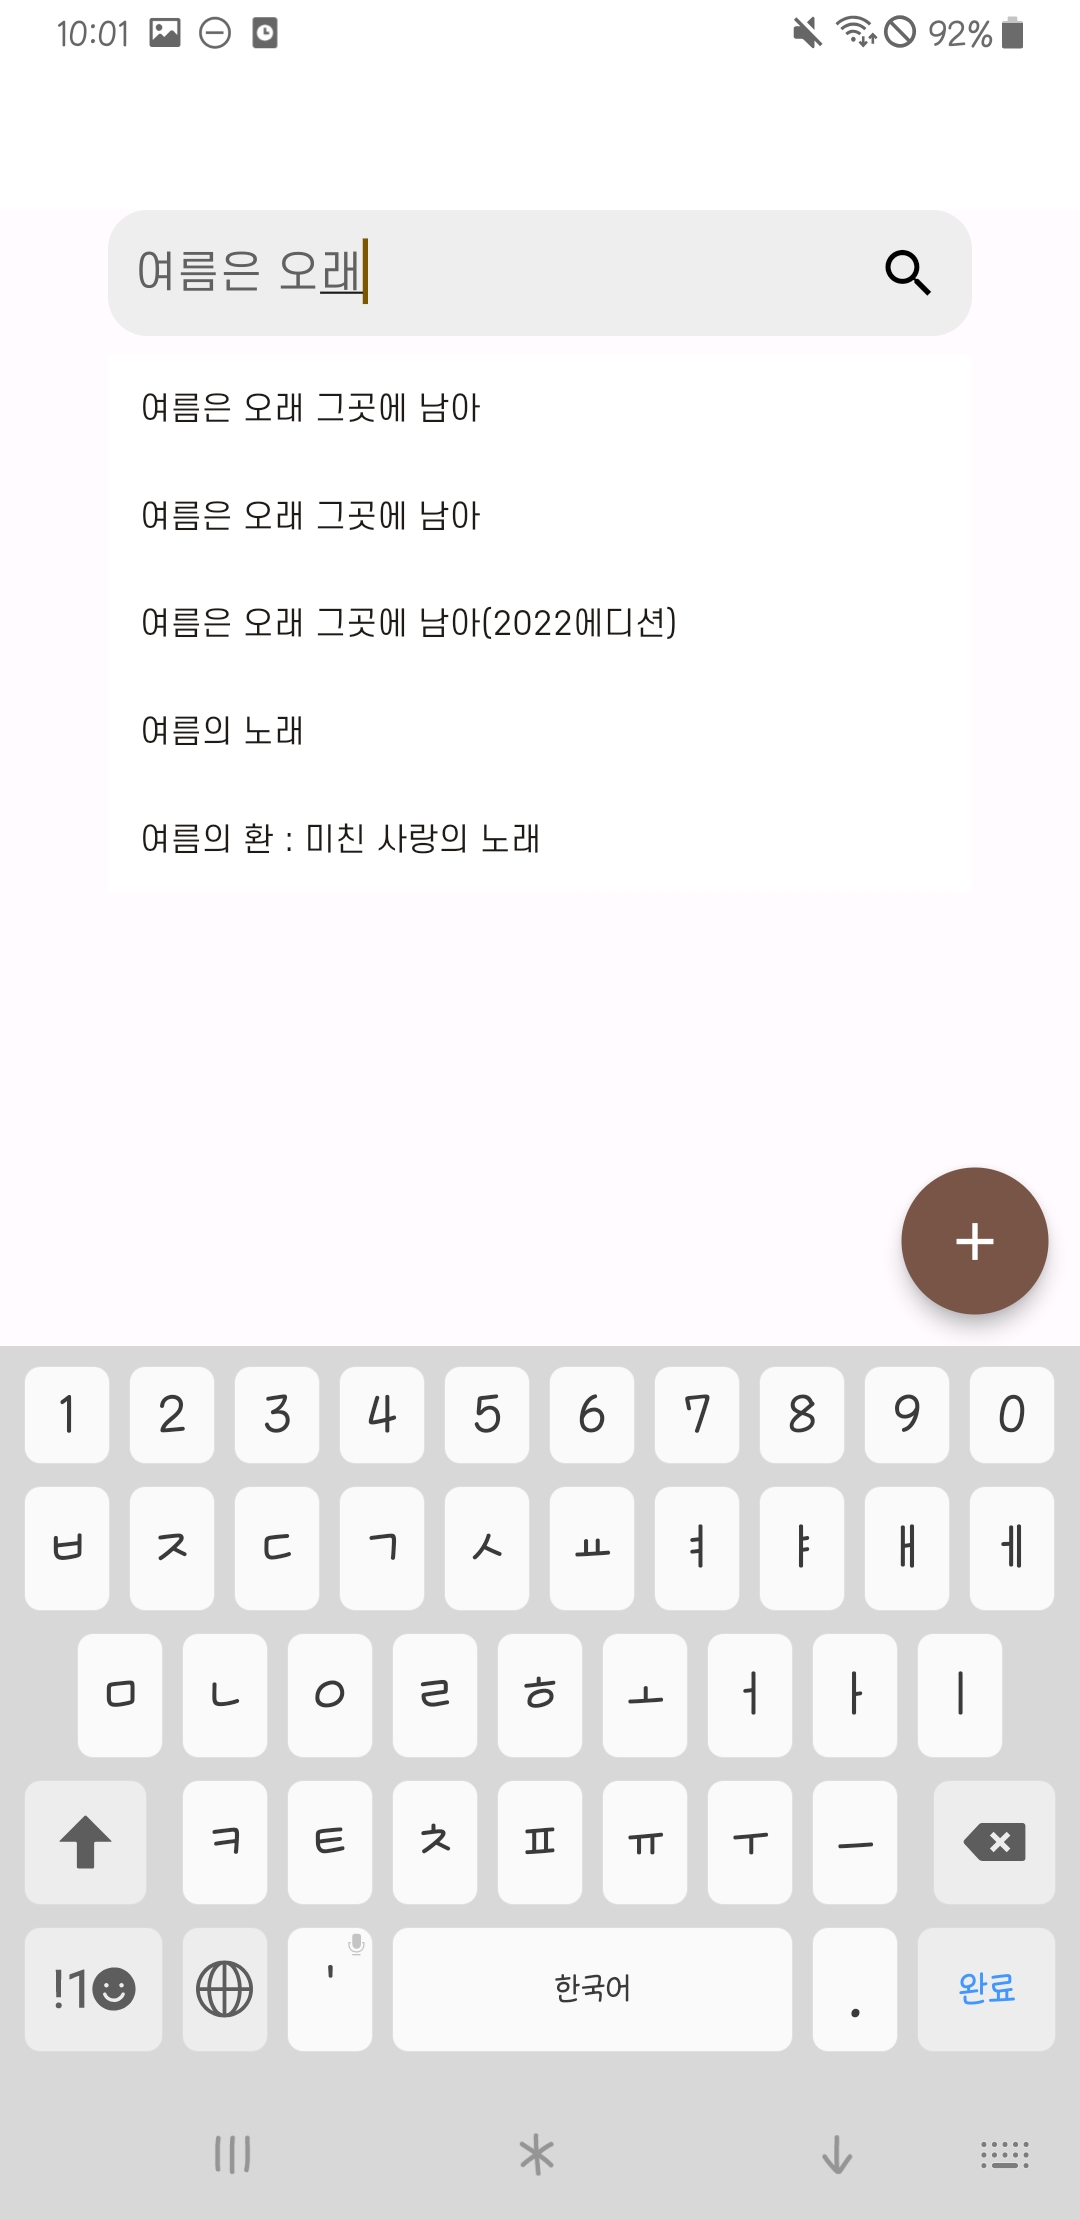 10:01 92%
여름은 오래
여름은 오래 그곳에 남아
여름은 오래 그곳에 남아
여름은 오래 그곳에 남아(2022에디션)
여름의 노래
여름의 환 : 미친 사랑의 노래
+
1 2 3 4 5 6 7 8 9 0
ㅂ ㅈ ㄷ ㄱ ㅅ ㅛ ㅕ ㅑ ㅐ ㅔ
ㅁ ㄴ ㅇ ㄹ ㅎ ㅗ ㅓ ㅏ ㅣ
ㅋ ㅌ ㅊ ㅍ ㅠ ㅜ ㅡ
!1☻ ' 한국어 . 완료